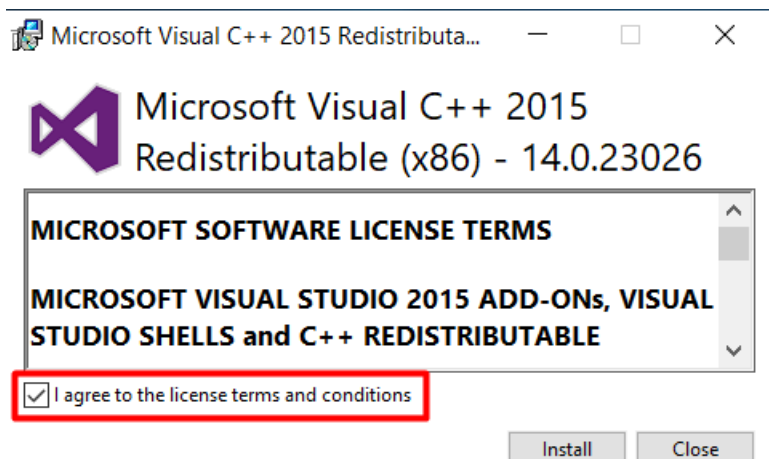 Microsoft Visual C++ 2015 Redistributa...
Microsoft Visual C++ 2015
Redistributable (x86) - 14.0.23026
MICROSOFT SOFTWARE LICENSE TERMS
MICROSOFT VISUAL STUDIO 2015 ADD-ONs, VISUAL
STUDIO SHELLS and C++ REDISTRIBUTABLE
I agree to the license terms and conditions
Install Close